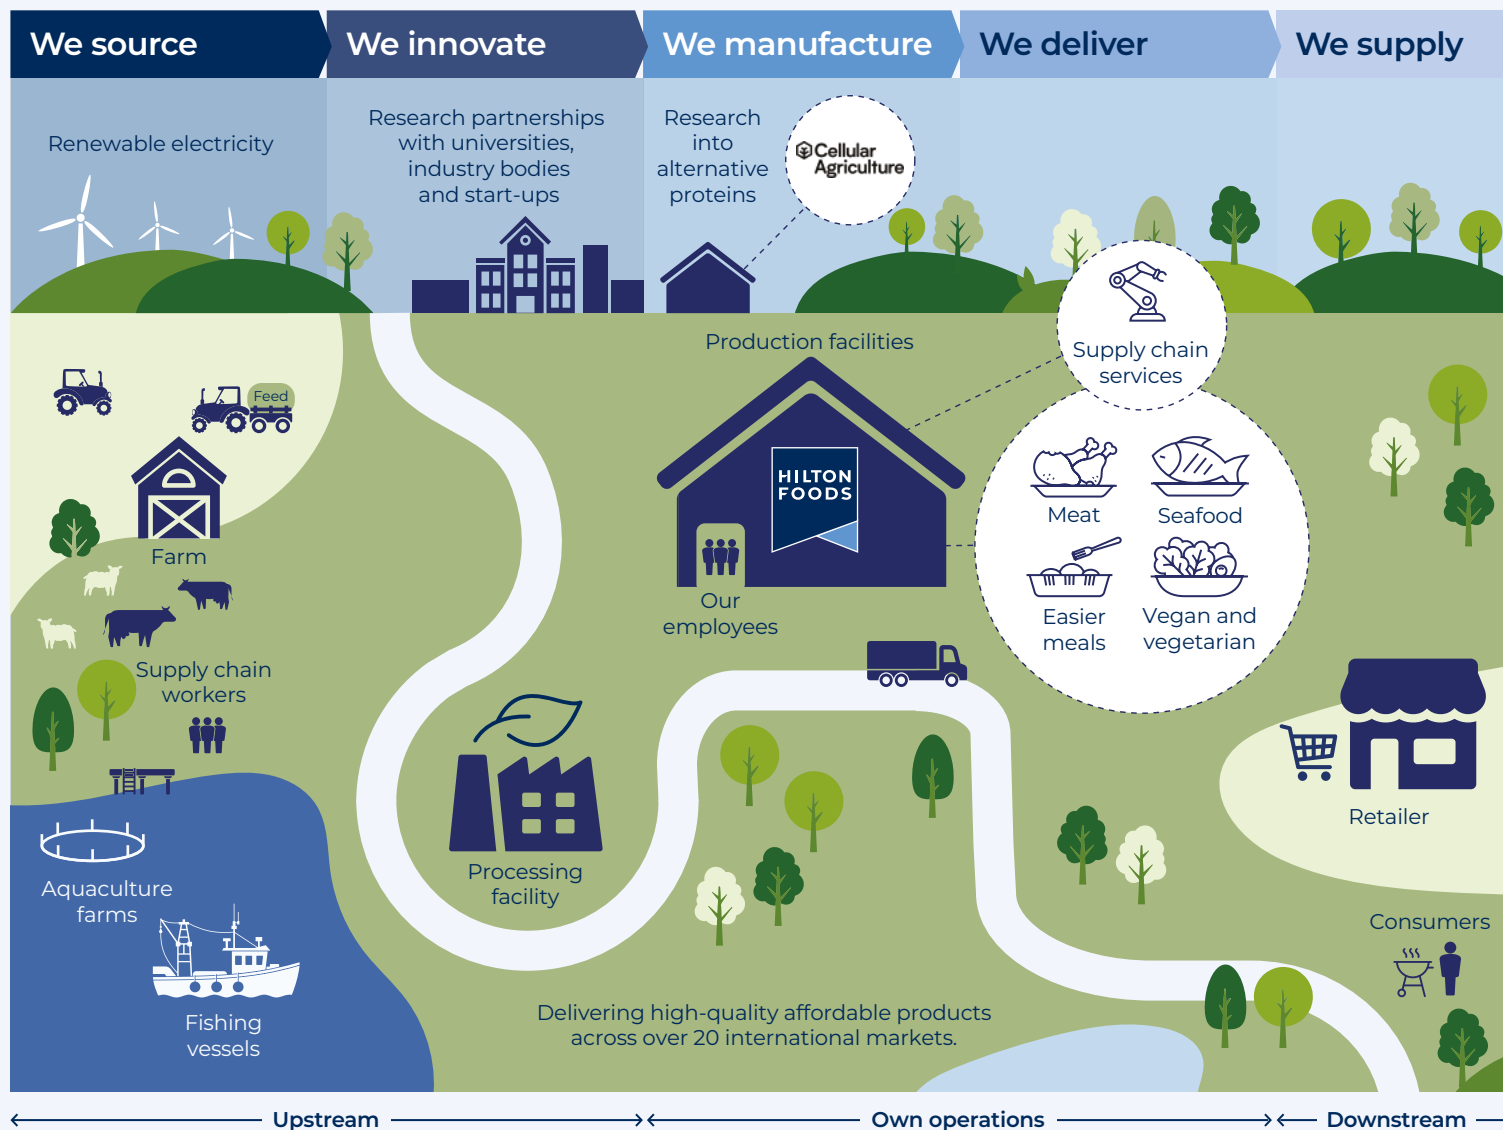 We source
We innovate
We manufacture
We deliver
We supply
Renewable electricity
Research partnerships
with universities,
industry bodies
and start-ups
Research
into
alternative
proteins
Cellular
Agriculture
Supply chain
services
Production facilities
Feed
HILTON
FOODS
Meat
Seafood
Easier
meals
Vegan and
vegetarian
Farm
Our
employees
Supply chain
workers
Retailer
Processing
facility
Aquaculture
farms
Consumers
Fishing
vessels
Delivering high-quality affordable products
across over 20 international markets.
Upstream
Own operations
Downstream